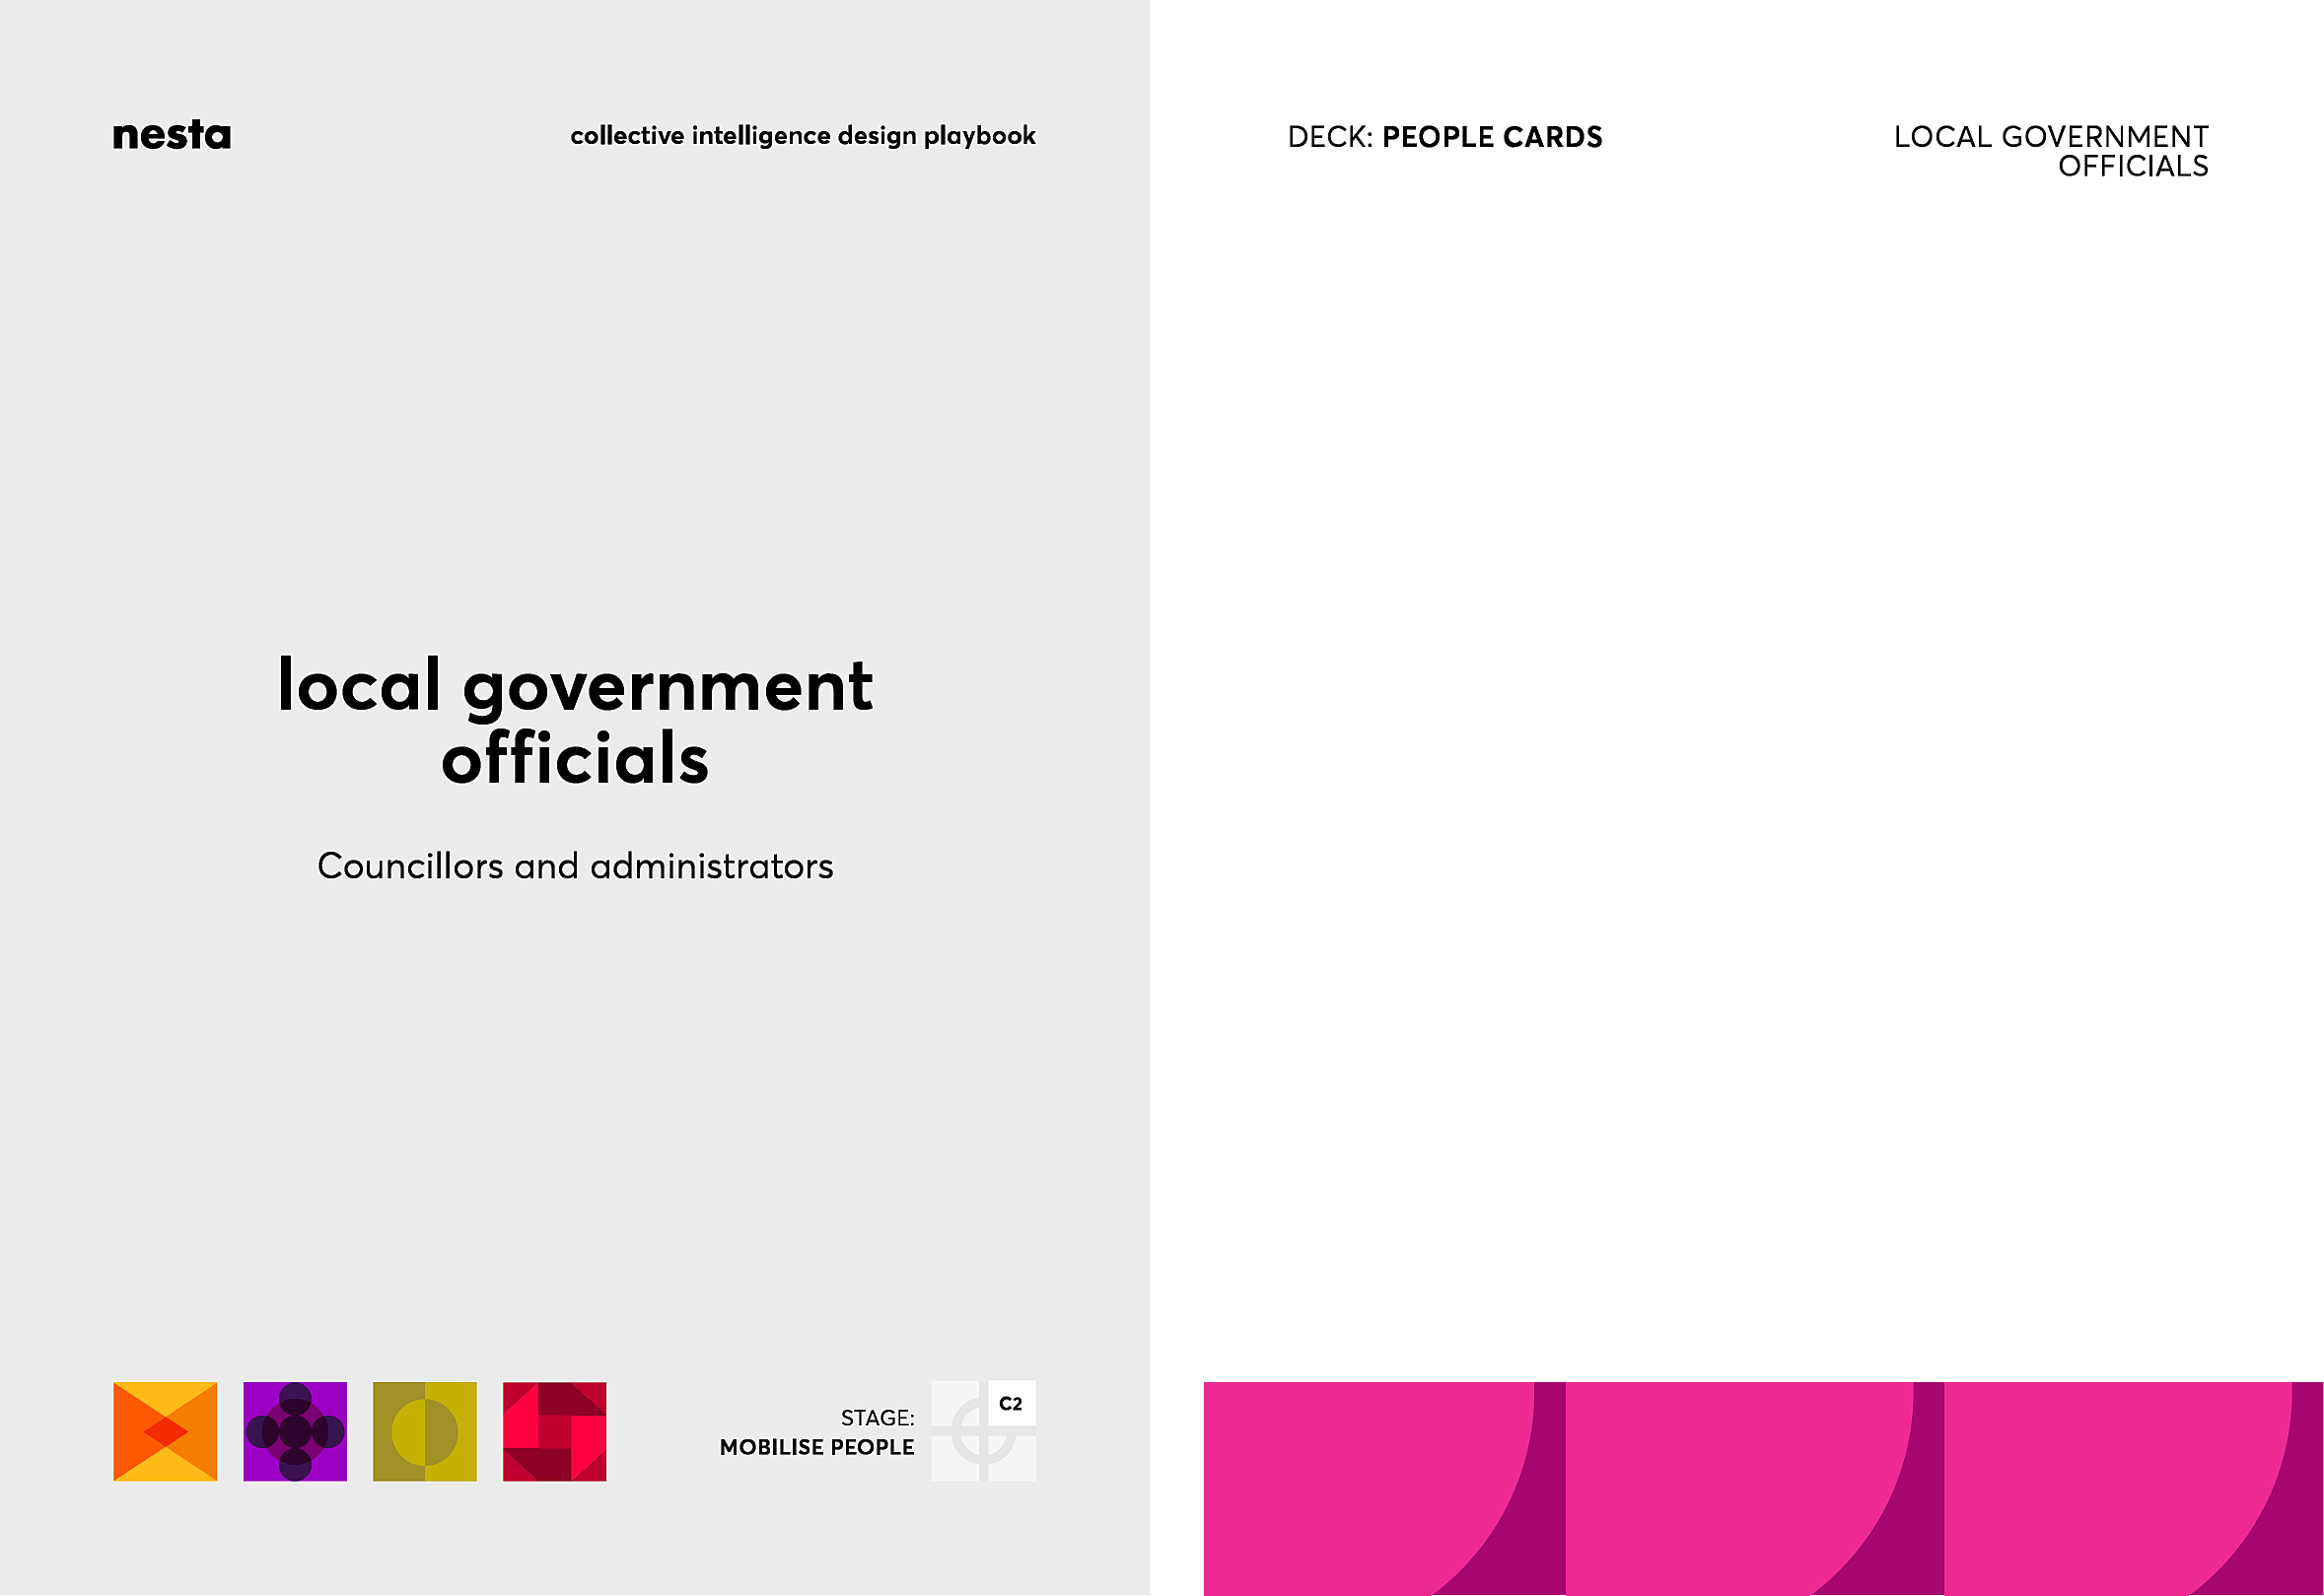 nesta
collective intelligence design playbook
local government
officials
Councillors and administrators
STAGE:
MOBILISE PEOPLE
C2
DECK: PEOPLE CARDS
LOCAL GOVERNMENT
OFFICIALS